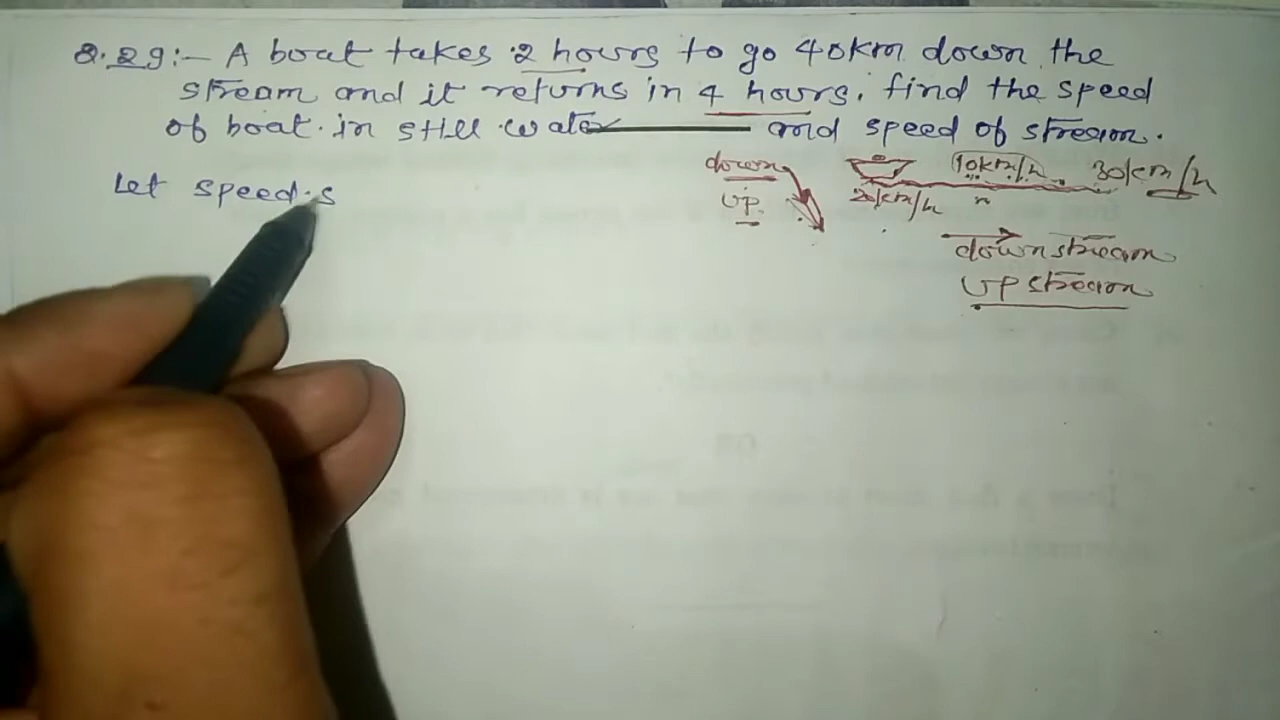 Q.29:- A boat takes 2 hours to go 40km down the
stream and it returns in 4 hours. find the speed
of boat in still water and speed of stream.
Let speed s
down
up
10km/h
30km/h
20km/h
downstream
upstream